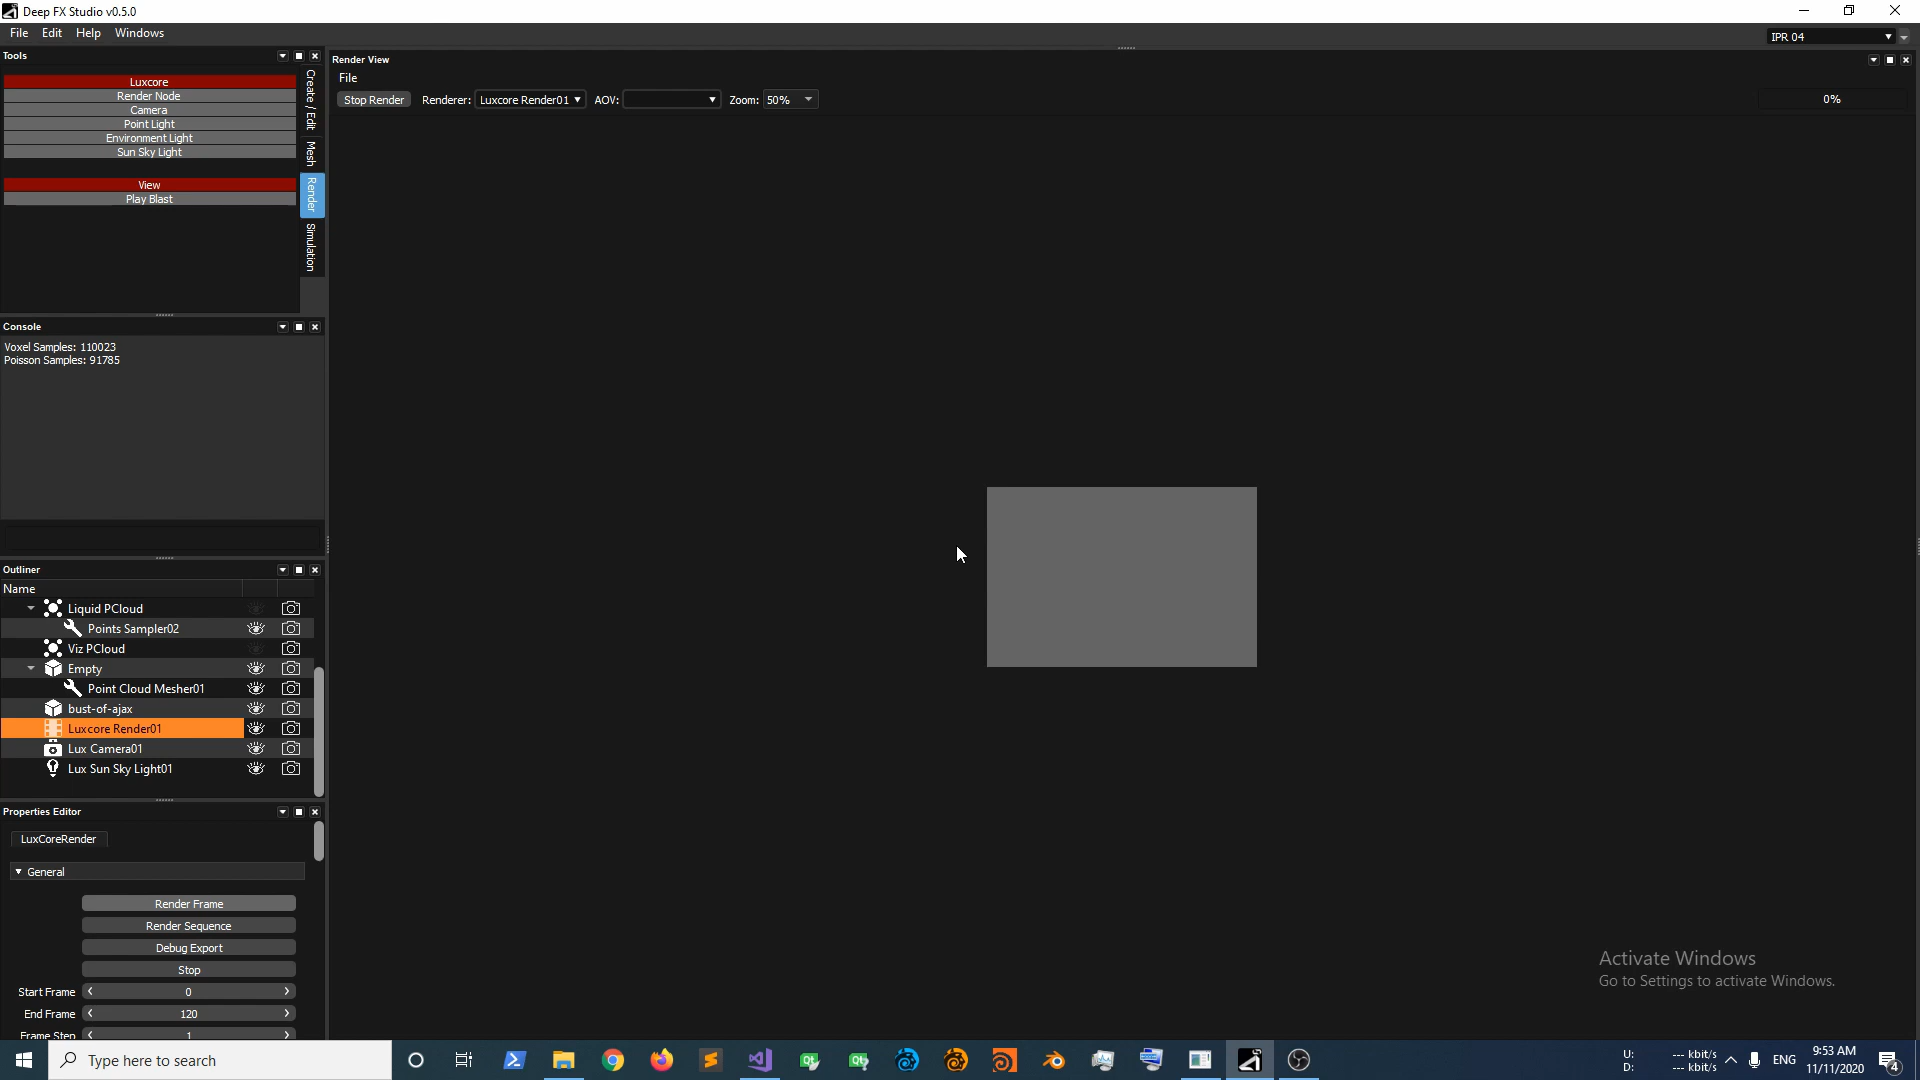 Deep FX Studio v0.5.0
File Edit Help Windows
IPR 04
Tools
Luxcore
Render Node
Camera
Point Light
Environment Light
Sun Sky Light
View
Play Blast
Create / Edit
Mesh
Render
Simulation
Render View
File
Stop Render Renderer: Luxcore Render01 AOV: Zoom: 50%
0%
Console
Voxel Samples: 110023
Poisson Samples: 91785
Outliner
Name
Liquid PCloud
Points Sampler02
Viz PCloud
Empty
Point Cloud Mesher01
bust-of-ajax
Luxcore Render01
Lux Camera01
Lux Sun Sky Light01
Properties Editor
LuxCoreRender
General
Render Frame
Render Sequence
Debug Export
Stop
Start Frame 0
End Frame 120
Frame Step 1
Activate Windows
Go to Settings to activate Windows.
Type here to search
U: --- kbit/s
D: --- kbit/s
ENG
9:53 AM
11/11/2020
4